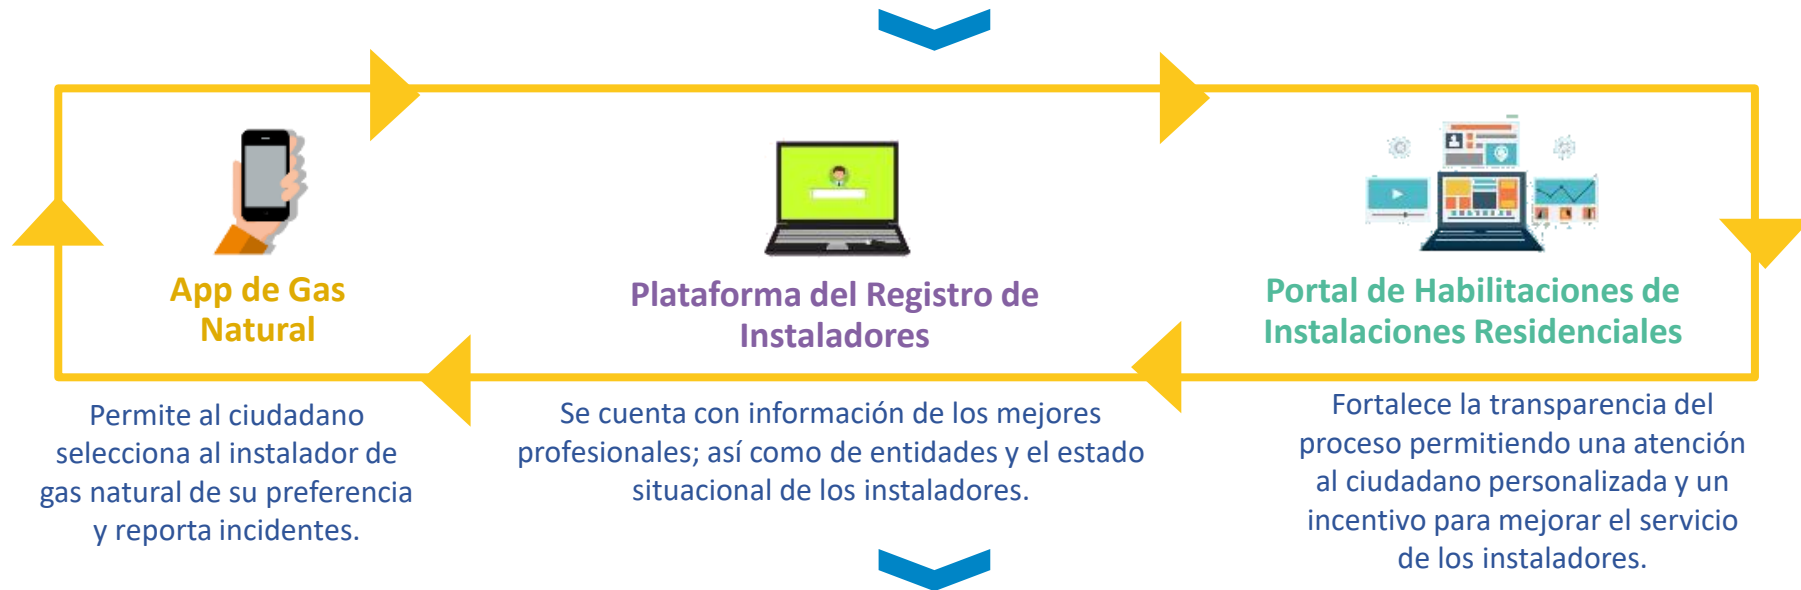 App de Gas
Natural
Permite al ciudadano
selecciona al instalador de
gas natural de su preferencia
y reporta incidentes.
Plataforma del Registro de
Instaladores
Se cuenta con información de los mejores
profesionales; así como de entidades y el estado
situacional de los instaladores.
Portal de Habilitaciones de
Instalaciones Residenciales
Fortalece la transparencia del
proceso permitiendo una atención
al ciudadano personalizada y un
incentivo para mejorar el servicio
de los instaladores.